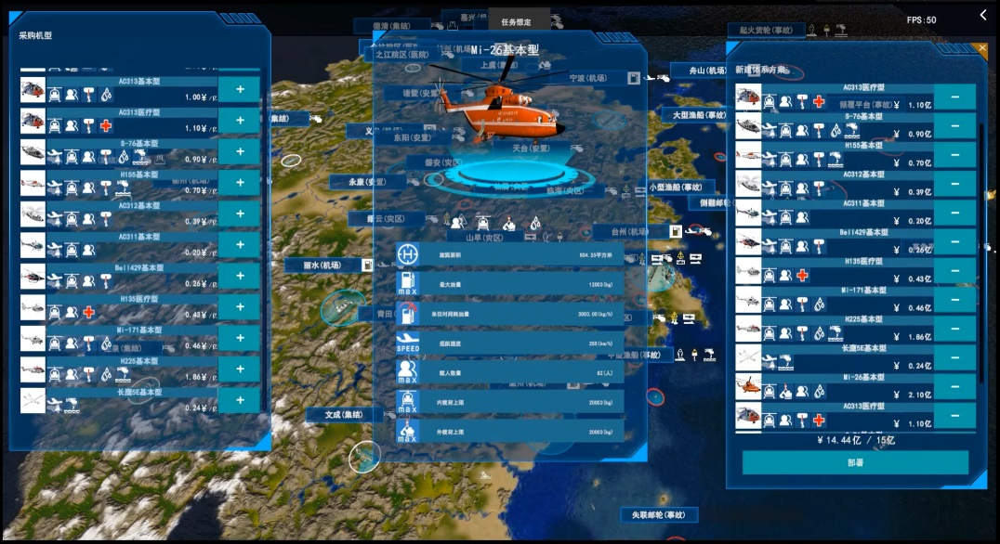 任务想定
FPS:50
采购机型
AC313基本型
1.00￥/亿
AC313医疗型
1.10￥/亿
S-76基本型
0.90￥/亿
H155基本型
0.70￥/亿
AC312基本型
0.39￥/亿
AC311基本型
0.20￥/亿
Bell429基本型
0.26￥/亿
H135医疗型
0.43￥/亿
Mi-171基本型
0.46￥/亿
H225基本型
1.86￥/亿
长鹰5E基本型
0.24￥/亿
德清(集结)
之江院区(医院)
上虞
诸暨(安置)
东阳(安置)
磐安(灾区)
永康(安置)
缙云(灾区)
丽水(机场)
青田
文成(集结)
宁波(机场)
天台(安置)
临海(灾区)
台州(机场)
舟山(机场)
起火货轮(事故)
大型渔船(事故)
小型渔船(事故)
侧翻邮轮
中型渔船(事故)
失联邮轮(事故)
倾覆平台(事故)
Mi-26基本型
旋翼面积
804.25平方米
最大油量
12000(kg)
单位时间耗油量
3003.00(kg/h)
SPEED
巡航速度
255(km/h)
max
载人数量
82(人)
max
内载荷上限
20000(kg)
max
外载荷上限
20000(kg)
max
新建体系方案
AC313医疗型
￥ 1.10亿
S-76基本型
￥ 0.90亿
H155基本型
￥ 0.70亿
AC312基本型
￥ 0.39亿
AC311基本型
￥ 0.20亿
Bell429基本型
￥ 0.26亿
H135医疗型
￥ 0.43亿
Mi-171基本型
￥ 0.46亿
H225基本型
￥ 1.86亿
长鹰5E基本型
￥ 0.24亿
Mi-26基本型
￥ 2.10亿
AC313医疗型
￥ 1.10亿
￥ 14.44亿 / 15亿
部署